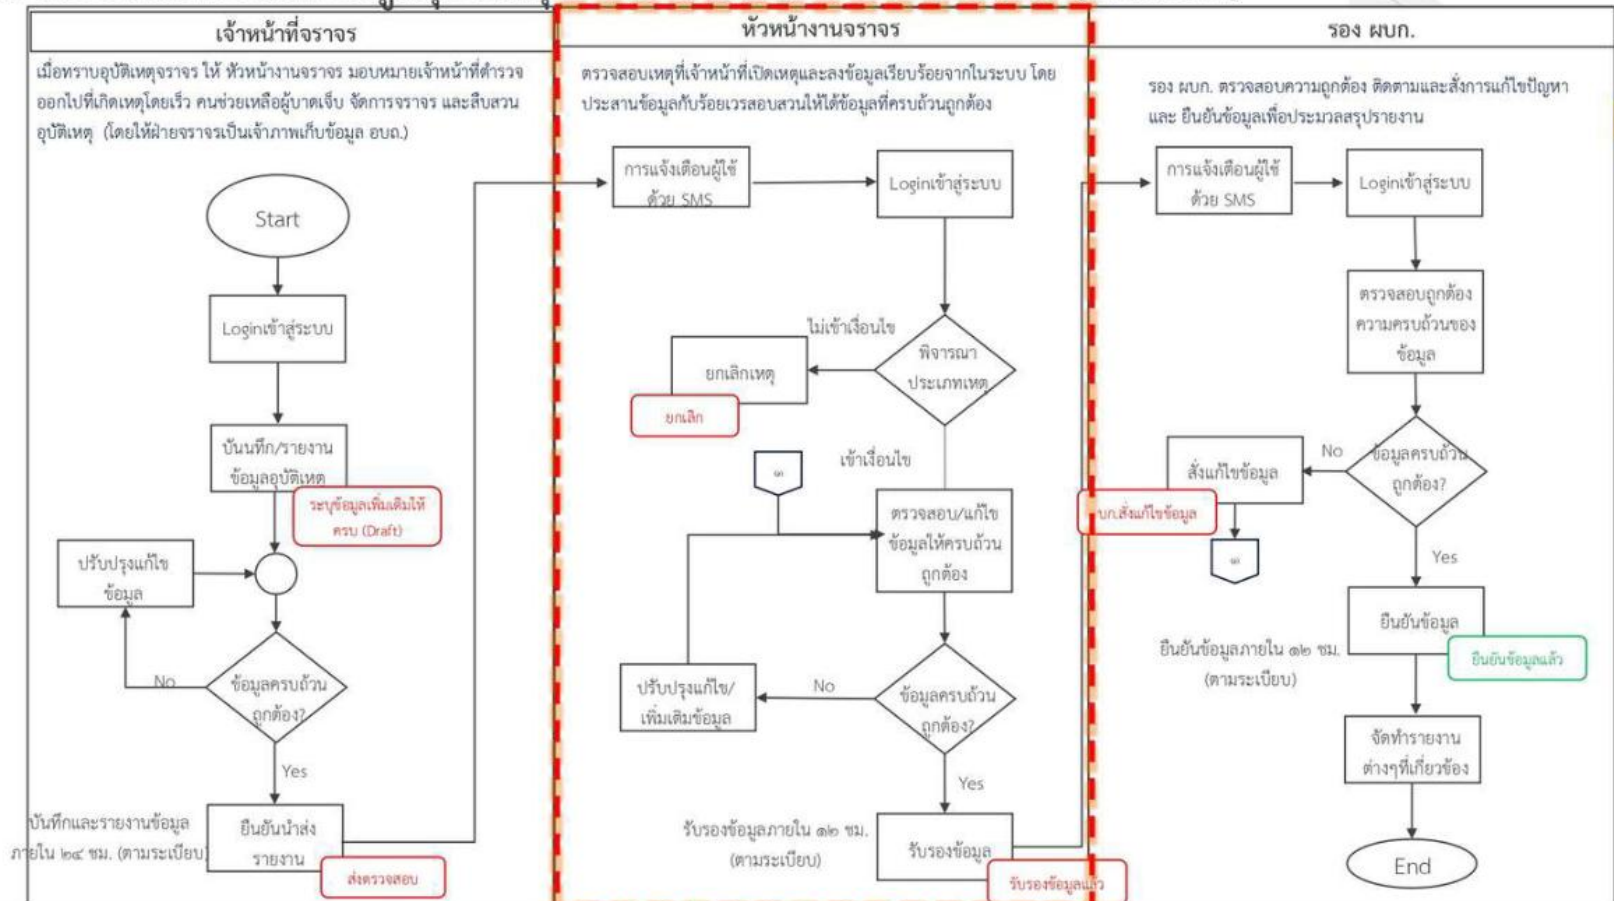 เจ้าหน้าที่จราจร
เมื่อทราบอุบัติเหตุจราจร ให้ หัวหน้างานจราจร มอบหมายเจ้าหน้าที่ตำรวจ
ออกไปที่เกิดเหตุโดยเร็ว คนช่วยเหลือผู้บาดเจ็บ จัดการจราจร และสืบสวน
อุบัติเหตุ (โดยให้ฝ่ายจราจรเป็นเจ้าภาพเก็บข้อมูล อบถ.)
Start
Loginเข้าสู่ระบบ
บันนทึก/รายงาน
ข้อมูลอุบัติเหตุ
ระบุข้อมูลเพิ่มเติมให้
ครบ (Draft)
ปรับปรุงแก้ไข
ข้อมูล
No
ข้อมูลครบถ้วน
ถูกต้อง?
Yes
บันทึกและรายงานข้อมูล
ภายใน ๒๔ ชม. (ตามระเบียบ)
ยืนยันนำส่ง
รายงาน
ส่งตรวจสอบ
หัวหน้างานจราจร
ตรวจสอบเหตุที่เจ้าหน้าที่เปิดเหตุและลงข้อมูลเรียบร้อยจากในระบบ โดย
ประสานข้อมูลกับร้อยเวรสอบสวนให้ได้ข้อมูลที่ครบถ้วนถูกต้อง
การแจ้งเตือนผู้ใช้
ด้วย SMS
Loginเข้าสู่ระบบ
ไม่เข้าเงื่อนไข
พิจารณา
ประเภทเหตุ
ยกเลิกเหตุ
ยกเลิก
เข้าเงื่อนไข
๓
ตรวจสอบ/แก้ไข
ข้อมูลให้ครบถ้วน
ถูกต้อง
ปรับปรุงแก้ไข/
เพิ่มเติมข้อมูล
No
ข้อมูลครบถ้วน
ถูกต้อง?
Yes
รับรองข้อมูลภายใน ๑๒ ชม.
(ตามระเบียบ)
รับรองข้อมูล
รับรองข้อมูลแล้ว
รอง ผบก.
รอง ผบก. ตรวจสอบความถูกต้อง ติดตามและสั่งการแก้ไขปัญหา
และ ยืนยันข้อมูลเพื่อประมวลสรุปรายงาน
การแจ้งเตือนผู้ใช้
ด้วย SMS
Loginเข้าสู่ระบบ
ตรวจสอบถูกต้อง
ความครบถ้วนของ
ข้อมูล
ข้อมูลครบถ้วน
ถูกต้อง?
No
สั่งแก้ไขข้อมูล
บก.สั่งแก้ไขข้อมูล
๓
Yes
ยืนยันข้อมูล
ยืนยันข้อมูลแล้ว
ยืนยันข้อมูลภายใน ๑๒ ชม.
(ตามระเบียบ)
จัดทำรายงาน
ต่างๆที่เกี่ยวข้อง
End